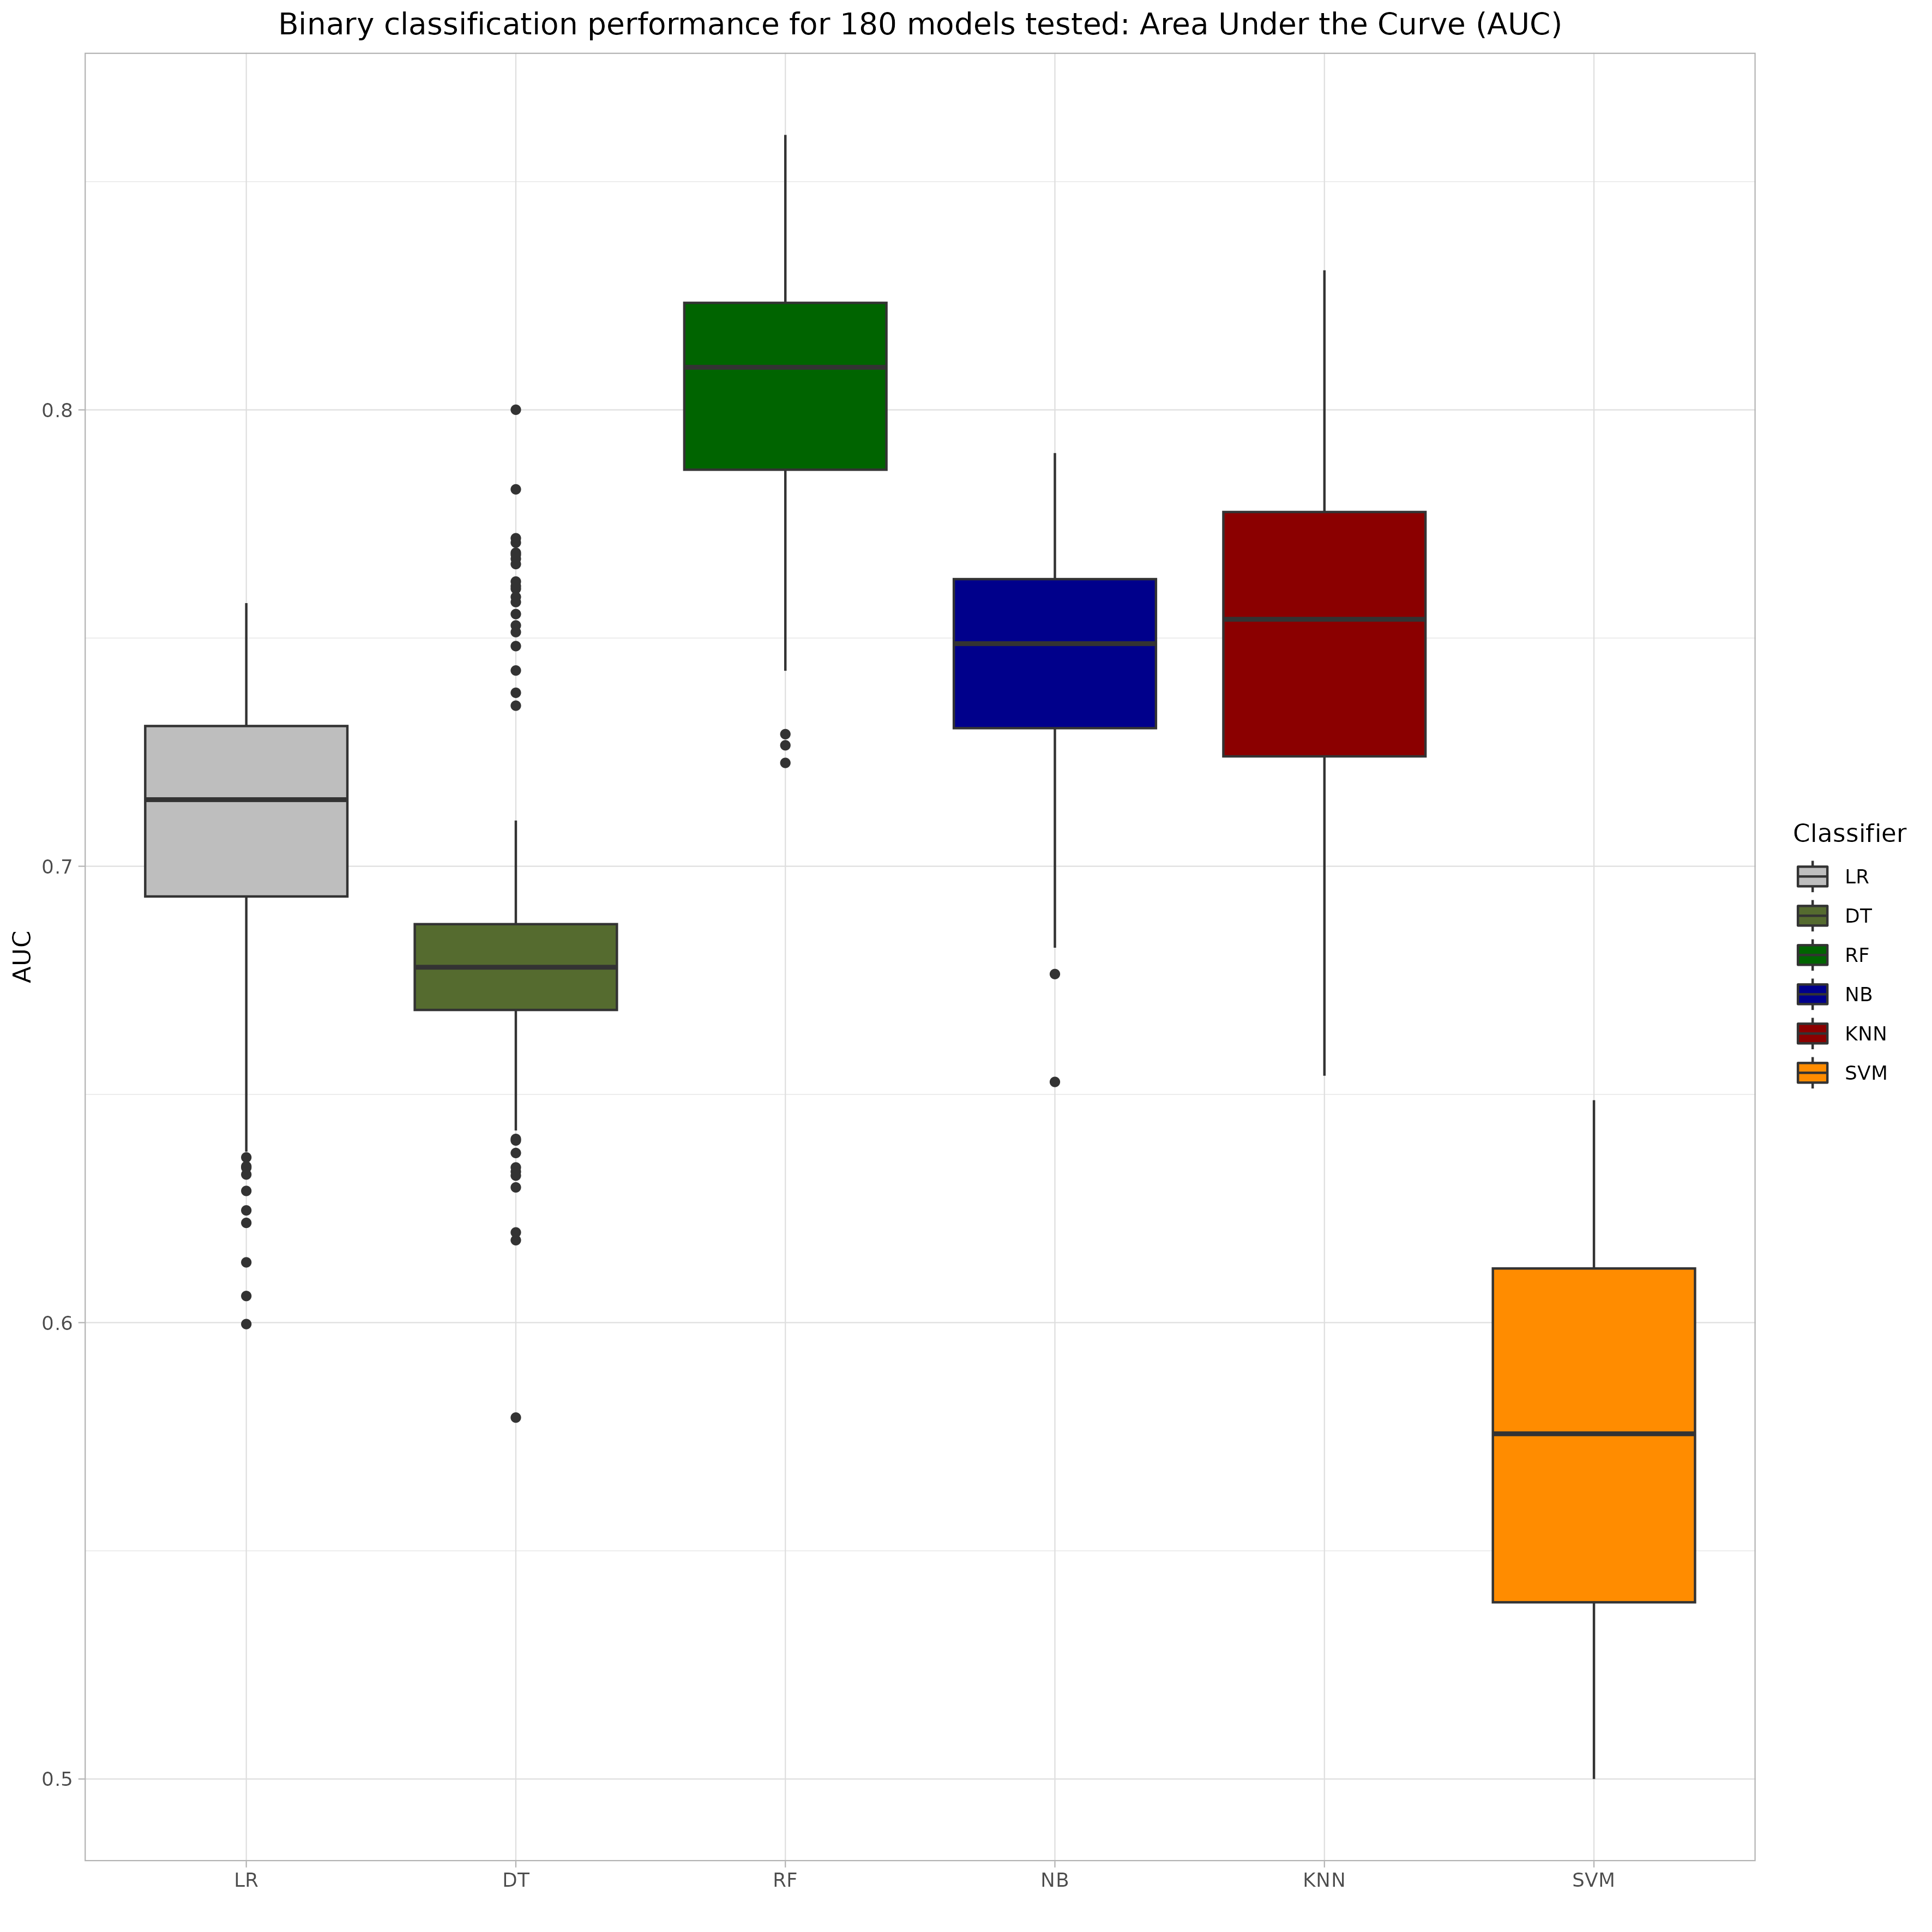 Binary classification performance for 180 models tested: Area Under the Curve (AUC)
AUC
0.8
0.7
0.6
0.5
LR
DT
RF
NB
KNN
SVM
Classifier
LR
DT
RF
NB
KNN
SVM